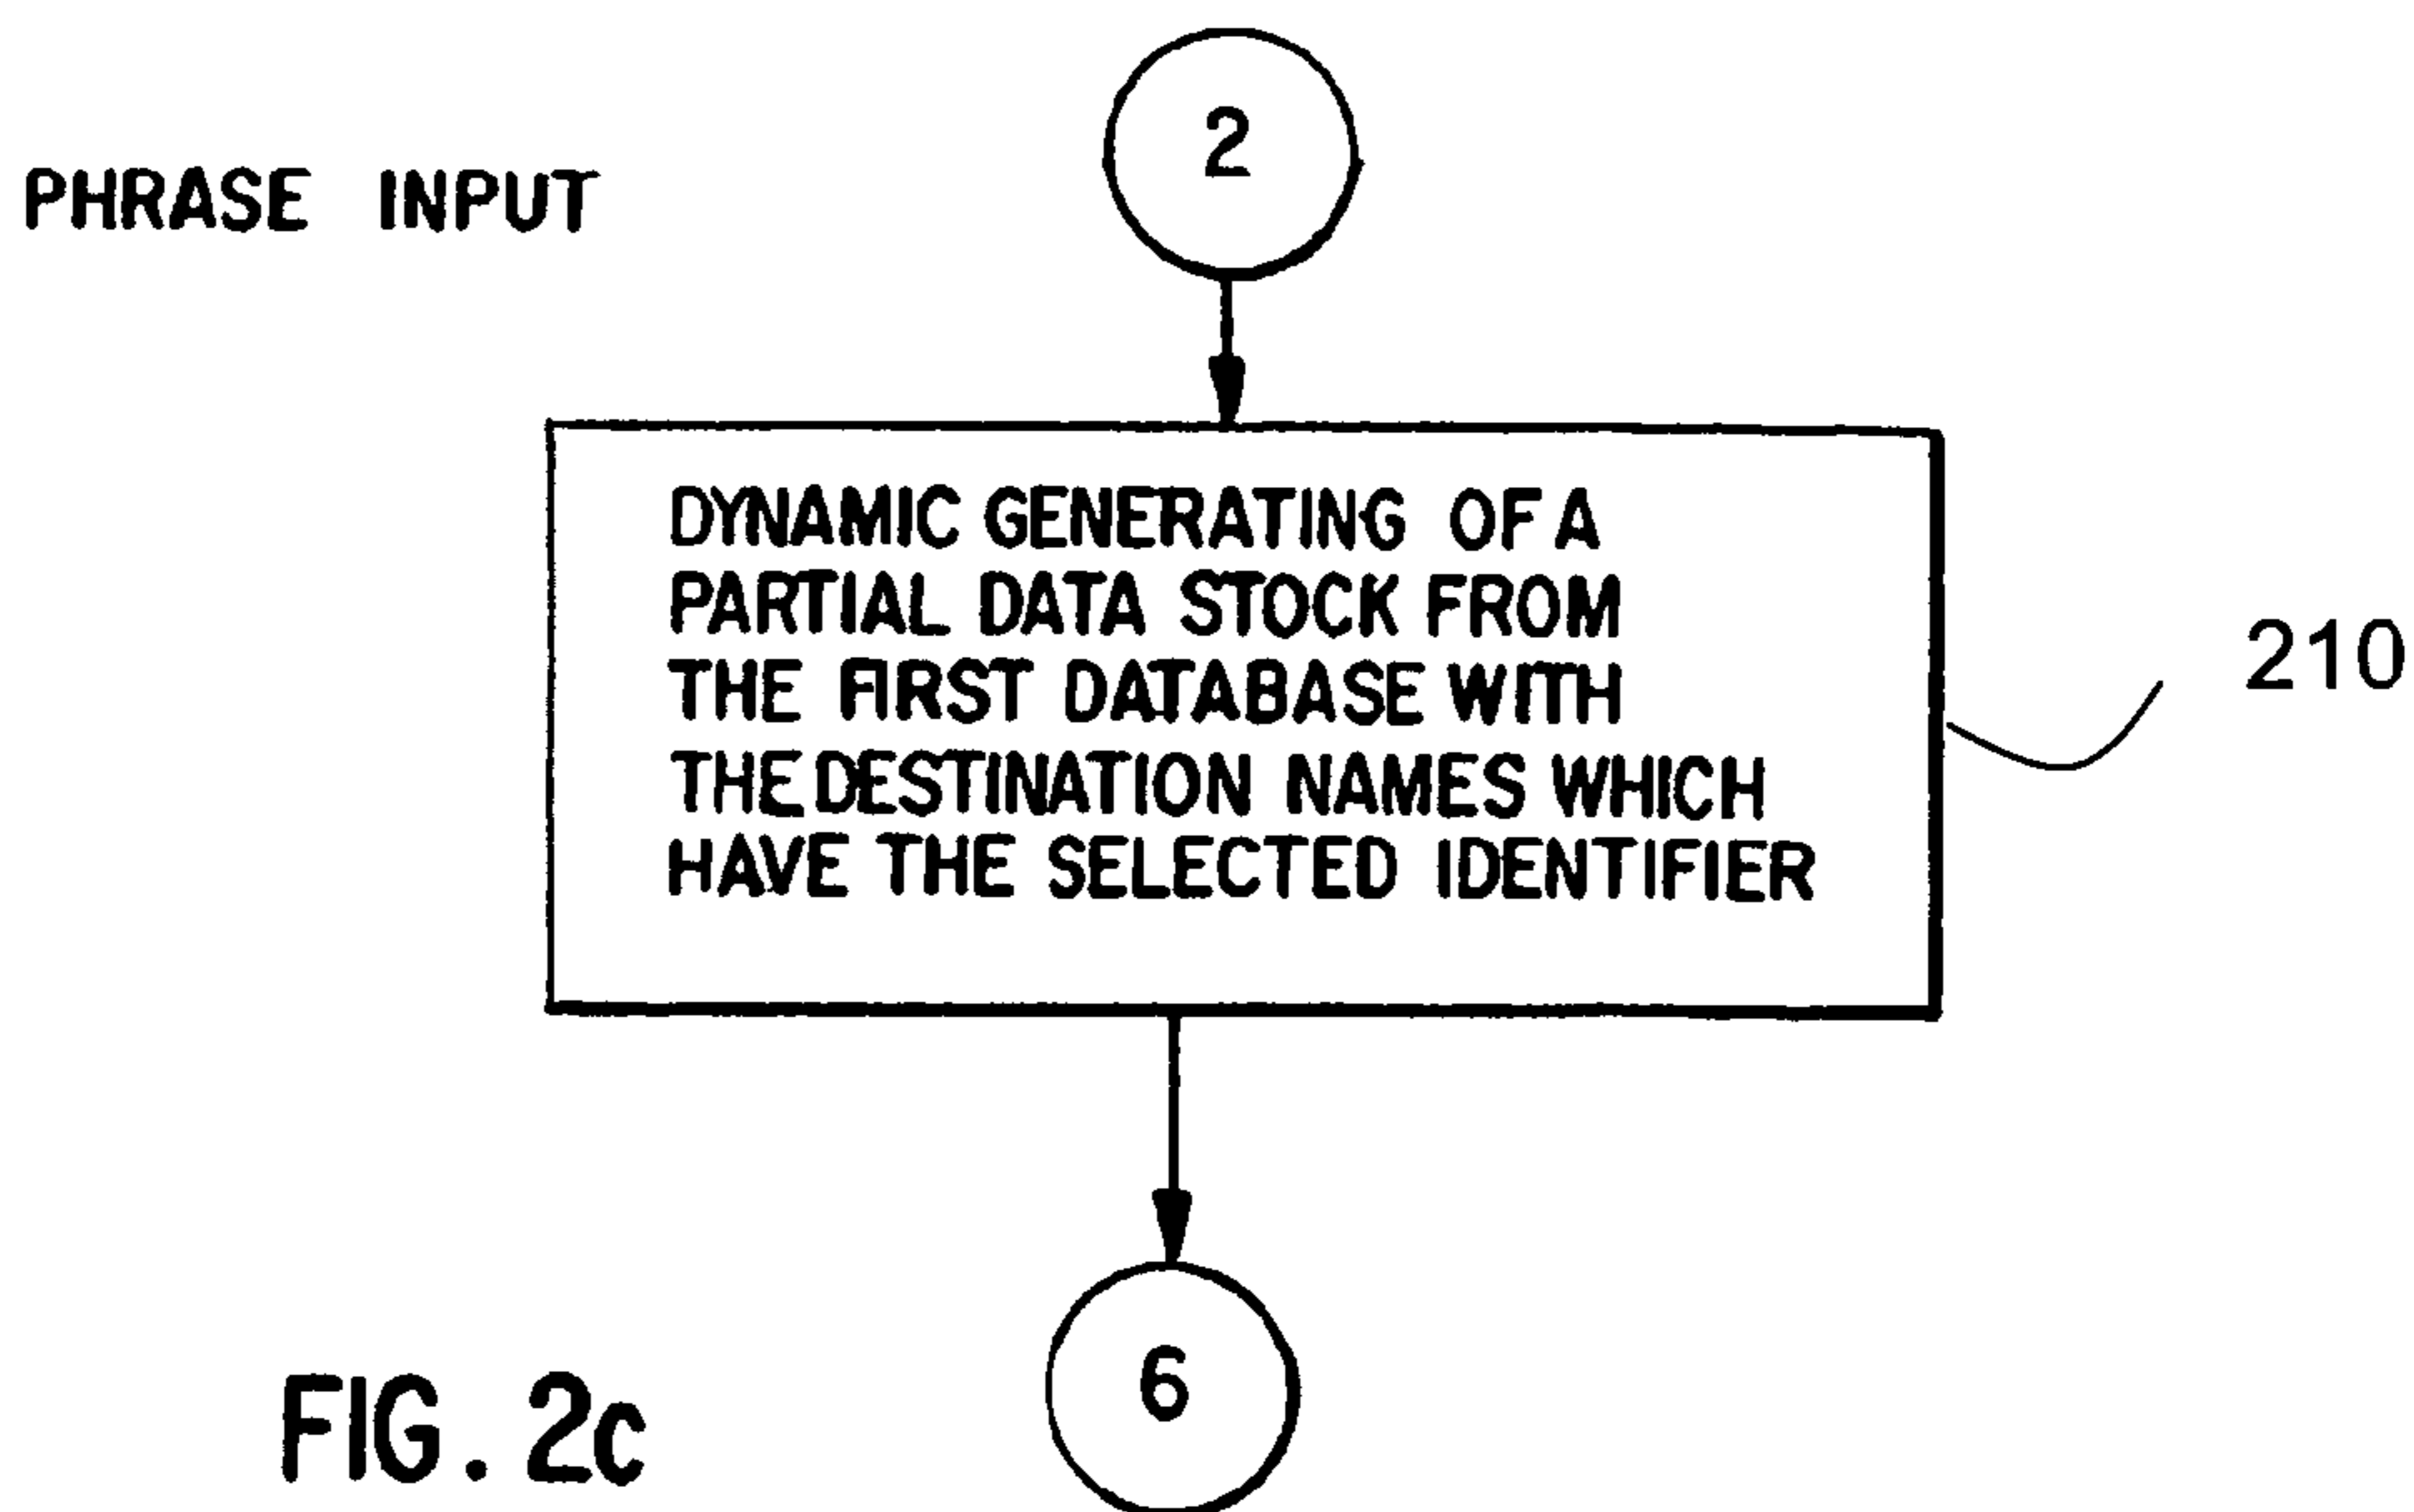 2
PHRASE INPUT
DYNAMIC GENERATING OF A
PARTIAL DATA STOCK FROM
THE FIRST DATABASE WITH
THE DESTINATION NAMES WHICH
HAVE THE SELECTED IDENTIFIER
210
6
FIG. 2c